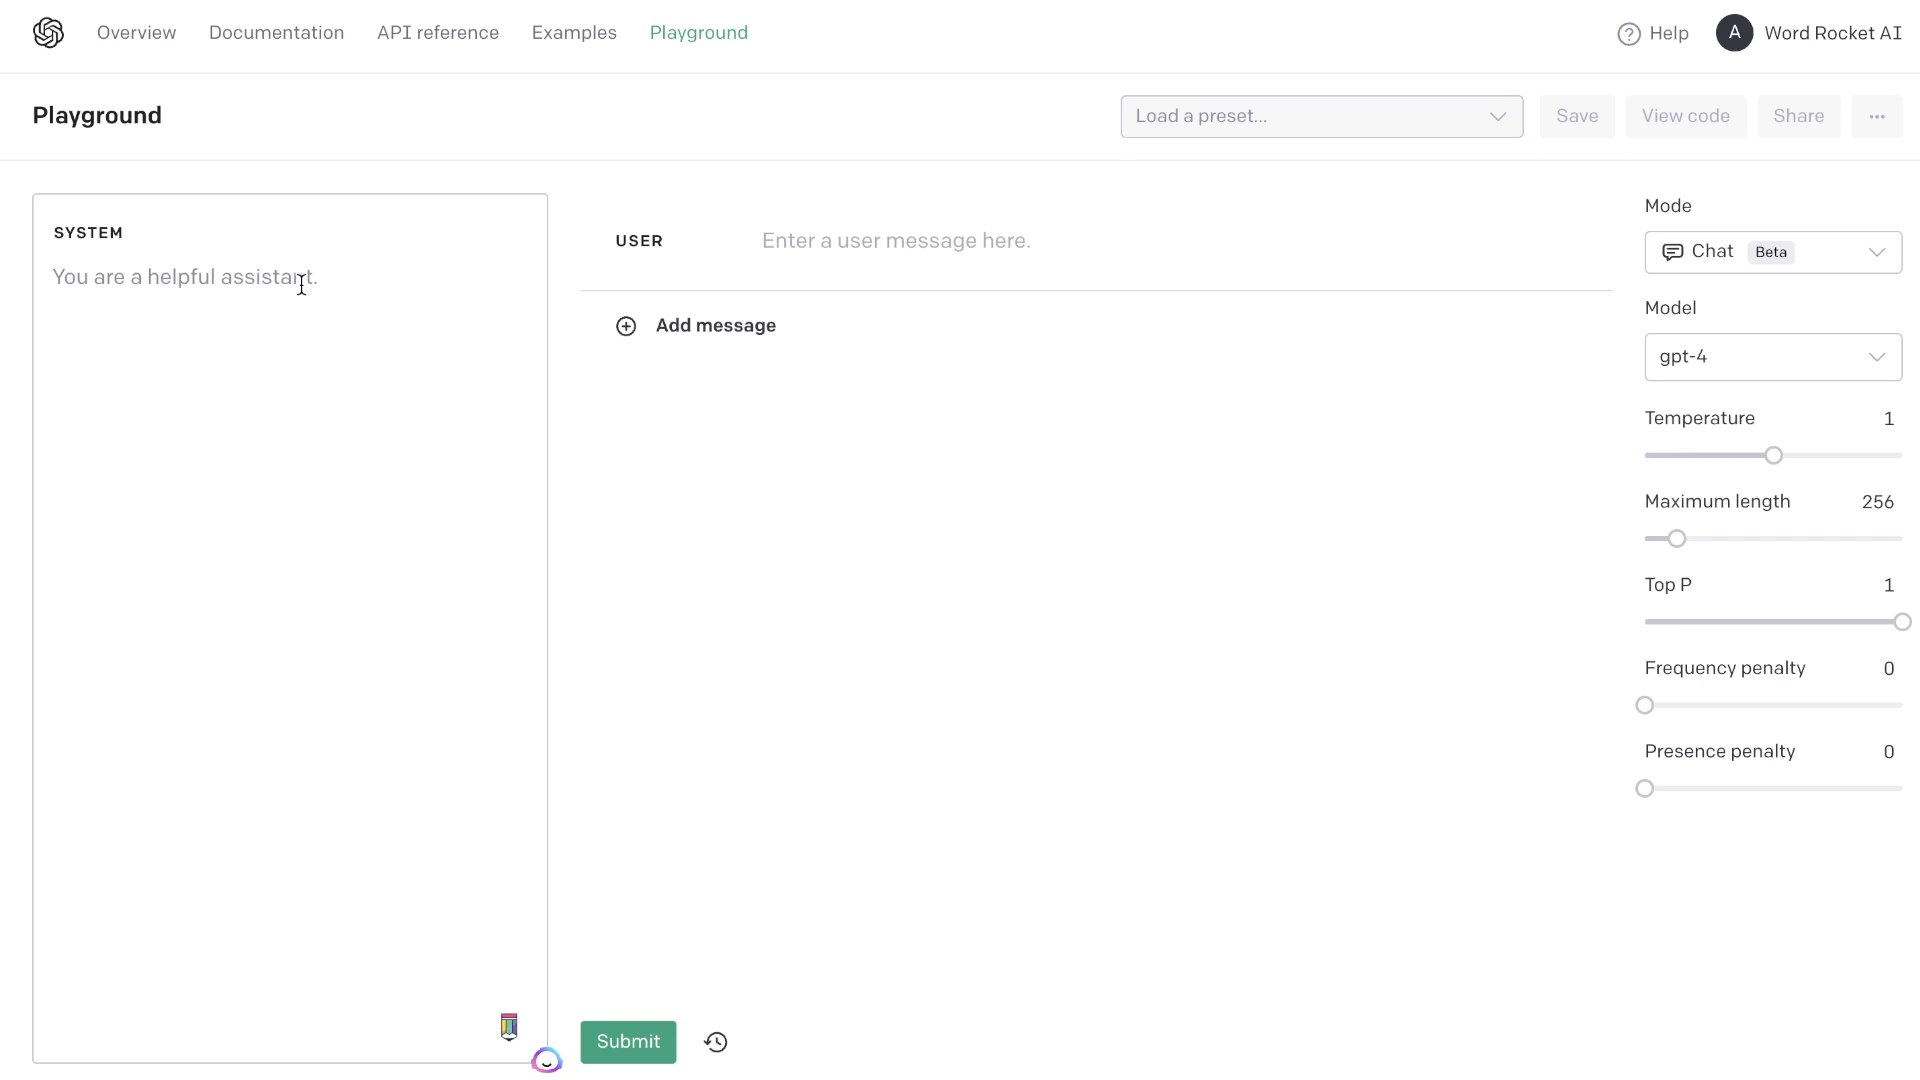 Overview Documentation API reference Examples Playground Help A Word Rocket AI
Playground
Load a preset... Save View code Share ...
SYSTEM
You are a helpful assistant.
USER Enter a user message here.
Add message
Submit
Mode
Chat Beta
Model
gpt-4
Temperature 1
Maximum length 256
Top P 1
Frequency penalty 0
Presence penalty 0